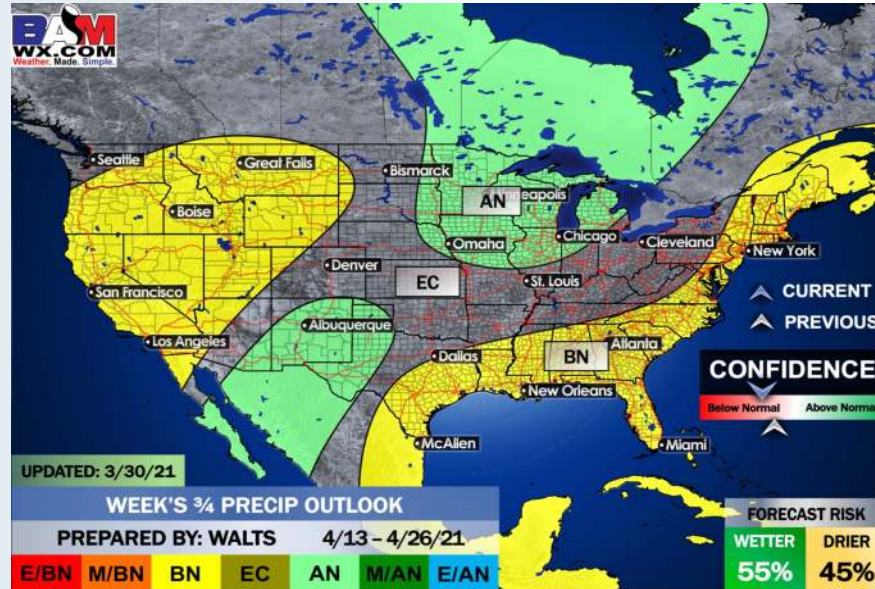 BAM
WX.COM
Weather. Made. Simple.
Seattle
Great Falls
Bismarck
AN
neapolis
Boise
Omaha
Chicago
Cleveland
New York
Denver
EC
St. Louis
San Francisco
CURRENT
PREVIOUS
Albuquerque
Los Angeles
Dallas
BN
Atlanta
CONFIDENCE
New Orleans
Below Normal
Above Norma
McAllen
Miami
UPDATED: 3/30/21
WEEK'S ¾ PRECIP OUTLOOK
PREPARED BY: WALTS 4/13 – 4/26/21
E/BN M/BN BN EC AN M/AN E/AN
FORECAST RISK
WETTER DRIER
55% 45%